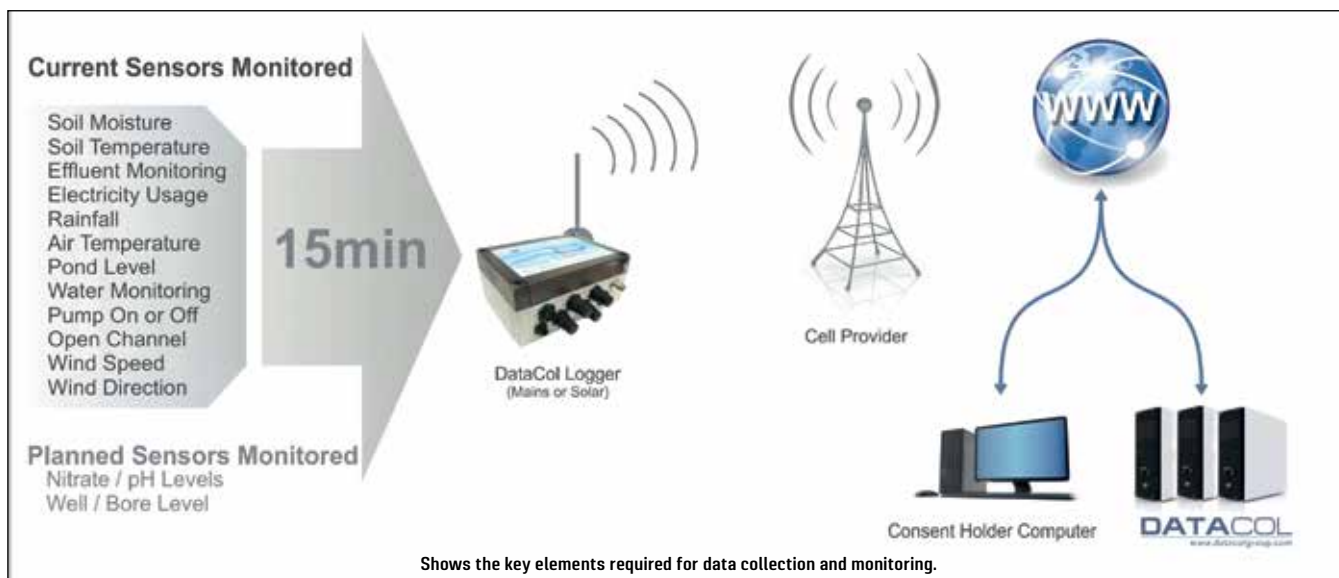 Current Sensors Monitored
Soil Moisture
Soil Temperature
Effluent Monitoring
Electricity Usage
Rainfall
Air Temperature
Pond Level
Water Monitoring
Pump On or Off
Open Channel
Wind Speed
Wind Direction
Planned Sensors Monitored
Nitrate / pH Levels
Well / Bore Level
15min
DataCol Logger
(Mains or Solar)
Cell Provider
WWW
Consent Holder Computer
DATACOL
www.datacolgroup.com
Shows the key elements required for data collection and monitoring.